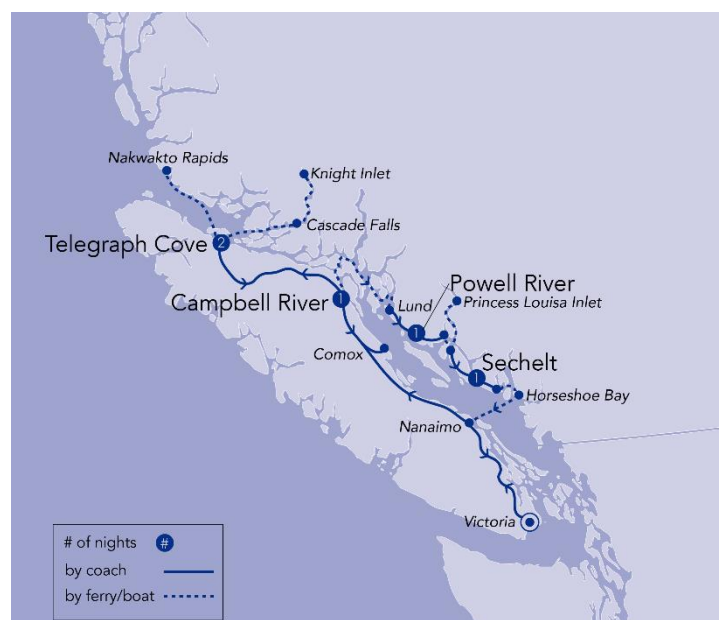 Nakwakto Rapids
Knight Inlet
Cascade Falls
Telegraph Cove
2
Powell River
Campbell River
1
Lund
Princess Louisa Inlet
1
Comox
Sechelt
1
Horseshoe Bay
Nanaimo
Victoria
# of nights #
by coach
by ferry/boat